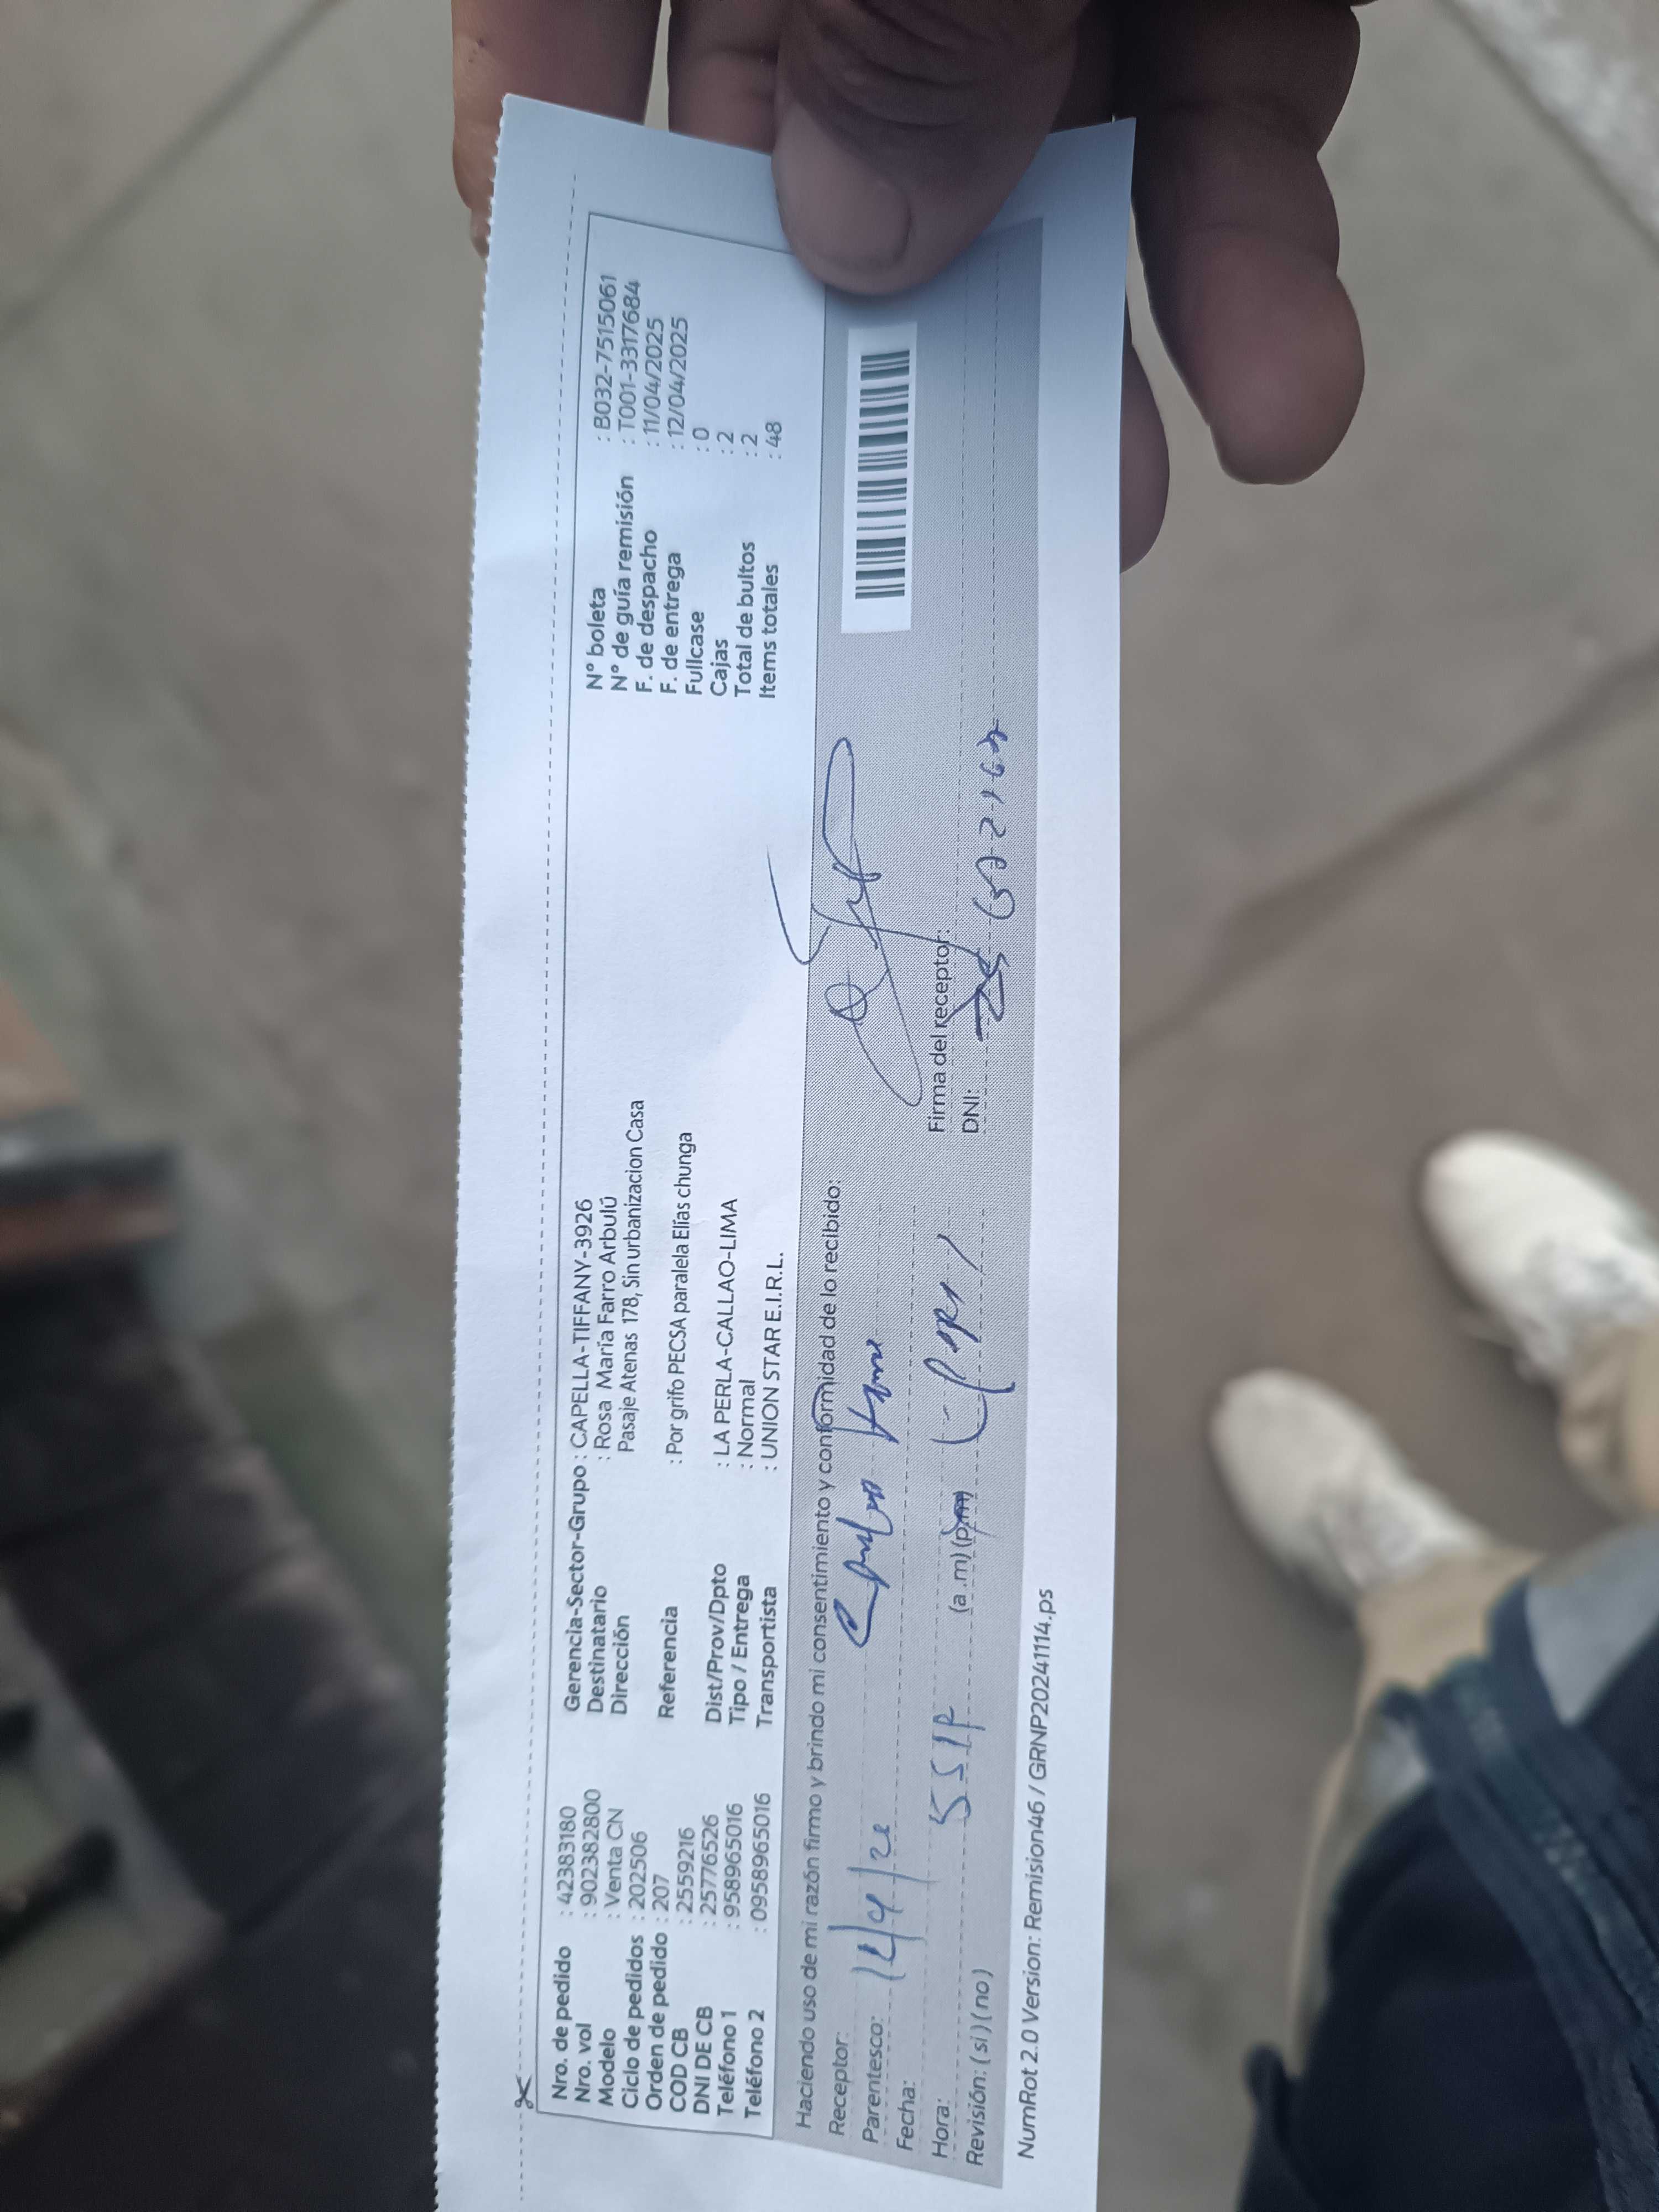 Nro. de pedido : 42383180
Nro. vol : 902382800
Modelo : Venta CN
Ciclo de pedidos : 202506
Orden de pedido : 207
COD CB : 2559216
DNI DE CB : 25776526
Teléfono 1 : 958965016
Teléfono 2 : 0958965016
Gerencia-Sector-Grupo : CAPELLA-TIFFANY-3926
Destinatario : Rosa María Farro Arbulú
Dirección Pasaje Atenas 178, Sin urbanizacion Casa
Referencia : Por grifo PECSA paralela Elías chunga
Dist/Prov/Dpto : LA PERLA-CALLAO-LIMA
Tipo / Entrega : Normal
Transportista : UNION STAR E.I.R.L.
N° boleta : B032-7515061
N° de guía remisión : T001-3317684
F. de despacho : 11/04/2025
F. de entrega : 12/04/2025
Fullcase : 0
Cajas : 2
Total de bultos : 2
Items totales : 48
Haciendo uso de mi razón firmo y brindo mi consentimiento y conformidad de lo recibido:
Receptor:
Parentesco:
Fecha:
Hora: (a.m) (p.m)
Revisión: (si) (no)
Firma del receptor:
DNI:
NumRot 2.0 Version: Remision46 / GRNP20241114.ps